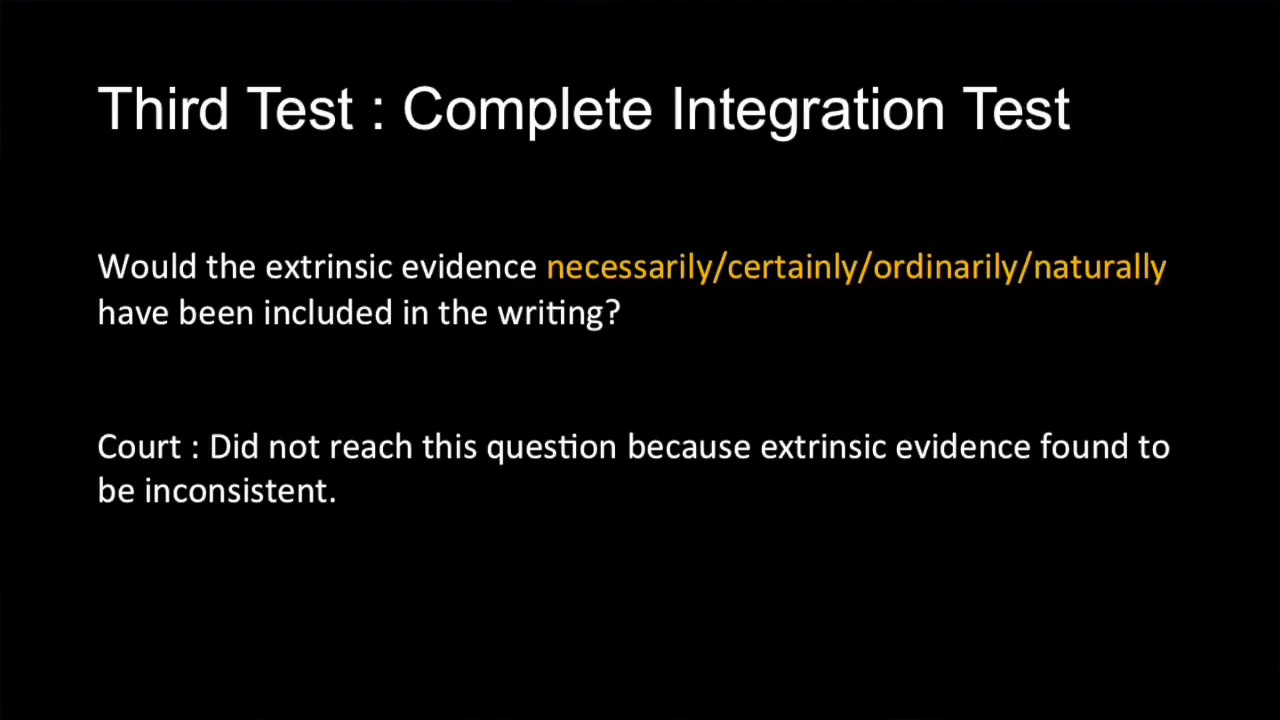 Third Test : Complete Integration Test
Would the extrinsic evidence necessarily/certainly/ordinarily/naturally
have been included in the writing?
Court : Did not reach this question because extrinsic evidence found to
be inconsistent.